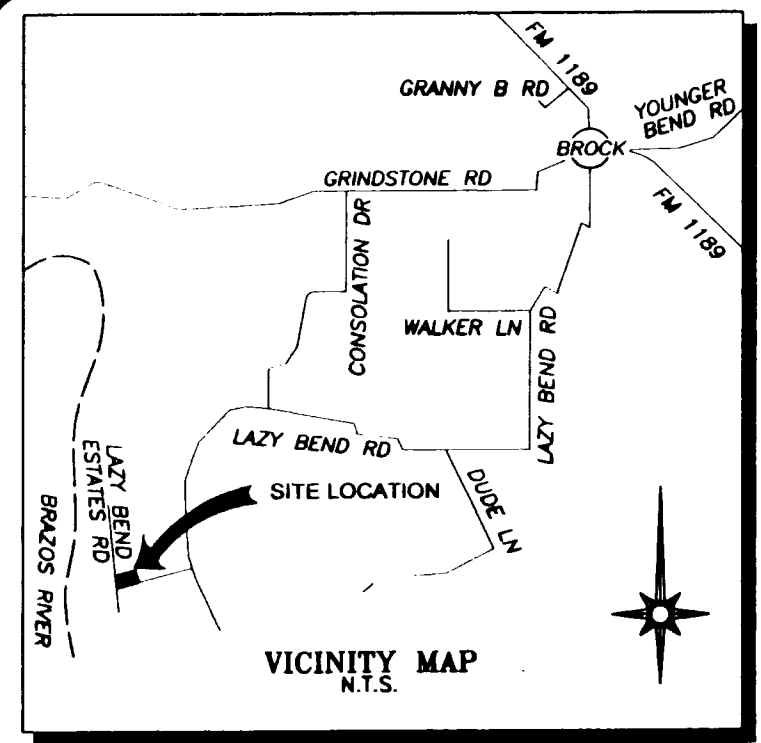 FM 1189
GRANNY B RD
YOUNGER
BEND RD
BROCK
GRINDSTONE RD
FM 1189
CONSOLATION DR
WALKER LN
LAZY BEND RD
LAZY BEND RD
LAZY BEND
ESTATES RD
SITE LOCATION
DUDE LN
BRAZOS RIVER
VICINITY MAP
N.T.S.